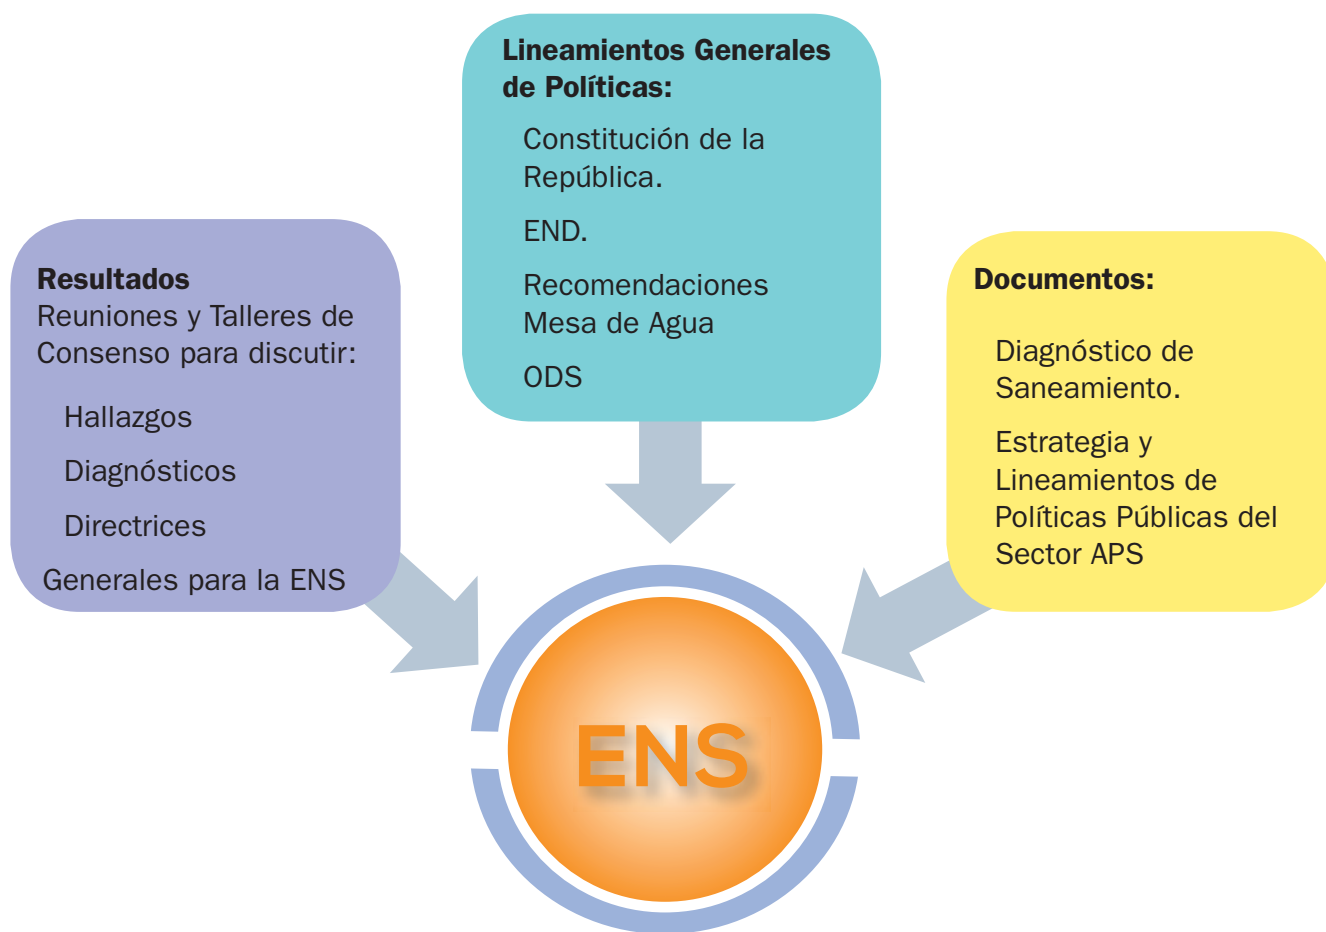 Lineamientos Generales
de Políticas:
Constitución de la
República.
END.
Recomendaciones
Mesa de Agua
ODS
Resultados
Reuniones y Talleres de
Consenso para discutir:
Hallazgos
Diagnósticos
Directrices
Generales para la ENS
Documentos:
Diagnóstico de
Saneamiento.
Estrategia y
Lineamientos de
Políticas Públicas del
Sector APS
ENS